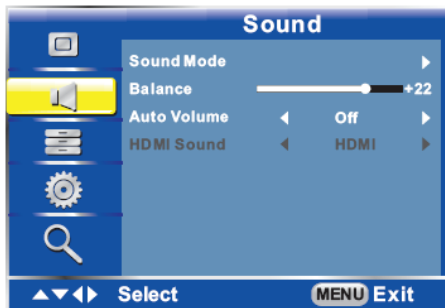 Sound
Sound Mode
Balance +22
Auto Volume Off
HDMI Sound HDMI
Select MENU Exit